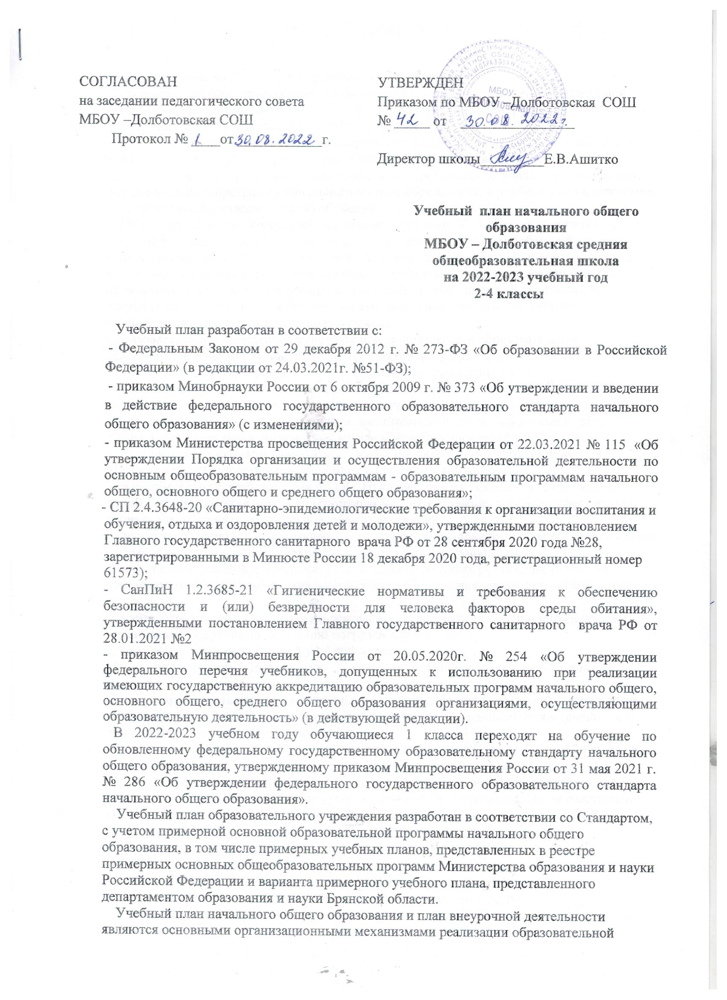 СОГЛАСОВАН
на заседании педагогического совета
МБОУ –Долботовская СОШ
Протокол № 1 от 30.08.2022 г.
УТВЕРЖДЕН
Приказом по МБОУ –Долботовская СОШ
№ 42 от 30.08.2022г.
Директор школы Е.В.Ашитко
МБОУ-
СОШ
Учебный план начального общего
образования
МБОУ – Долботовская средняя
общеобразовательная школа
на 2022-2023 учебный год
2-4 классы
Учебный план разработан в соответствии с:
- Федеральным Законом от 29 декабря 2012 г. № 273-ФЗ «Об образовании в Российской
Федерации» (в редакции от 24.03.2021г. №51-ФЗ);
- приказом Минобрнауки России от 6 октября 2009 г. № 373 «Об утверждении и введении
в действие федерального государственного образовательного стандарта начального
общего образования» (с изменениями);
- приказом Министерства просвещения Российской Федерации от 22.03.2021 № 115 «Об
утверждении Порядка организации и осуществления образовательной деятельности по
основным общеобразовательным программам - образовательным программам начального
общего, основного общего и среднего общего образования»;
- СП 2.4.3648-20 «Санитарно-эпидемиологические требования к организации воспитания и
обучения, отдыха и оздоровления детей и молодежи», утвержденными постановлением
Главного государственного санитарного врача РФ от 28 сентября 2020 года №28,
зарегистрированными в Минюсте России 18 декабря 2020 года, регистрационный номер
61573);
- СанПиН 1.2.3685-21 «Гигиенические нормативы и требования к обеспечению
безопасности и (или) безвредности для человека факторов среды обитания»,
утвержденными постановлением Главного государственного санитарного врача РФ от
28.01.2021 №2
- приказом Минпросвещения России от 20.05.2020г. № 254 «Об утверждении
федерального перечня учебников, допущенных к использованию при реализации
имеющих государственную аккредитацию образовательных программ начального общего,
основного общего, среднего общего образования организациями, осуществляющими
образовательную деятельность» (в действующей редакции).
В 2022-2023 учебном году обучающиеся 1 класса переходят на обучение по
обновленному федеральному государственному образовательному стандарту начального
общего образования, утвержденному приказом Минпросвещения России от 31 мая 2021 г.
№ 286 «Об утверждении федерального государственного образовательного стандарта
начального общего образования».
Учебный план образовательного учреждения разработан в соответствии со Стандартом,
с учетом примерной основной образовательной программы начального общего
образования, в том числе примерных учебных планов, представленных в реестре
примерных основных общеобразовательных программ Министерства образования и науки
Российской Федерации и варианта примерного учебного плана, представленного
департаментом образования и науки Брянской области.
Учебный план начального общего образования и план внеурочной деятельности
являются основными организационными механизмами реализации образовательной